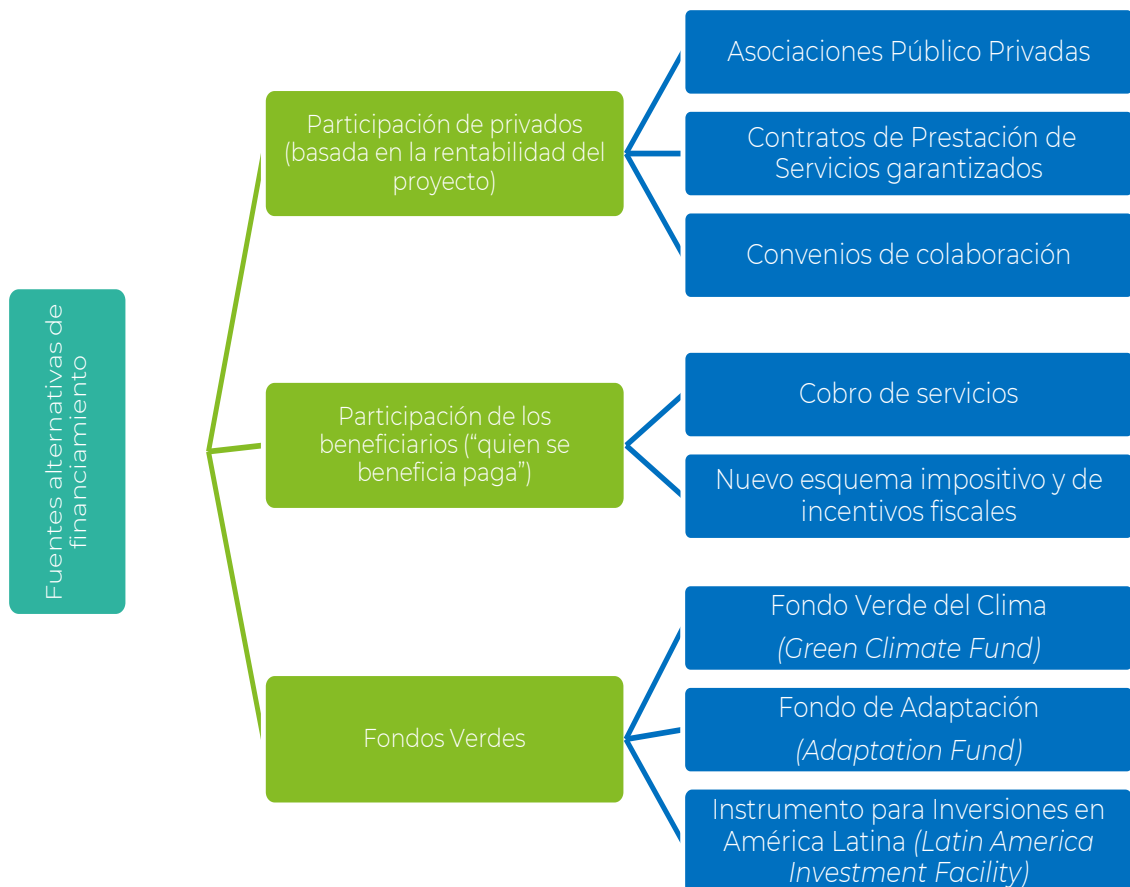 Fuentes alternativas de
financiamiento
Participación de privados
(basada en la rentabilidad del
proyecto)
Asociaciones Público Privadas
Contratos de Prestación de
Servicios garantizados
Convenios de colaboración
Participación de los
beneficiarios (“quien se
beneficia paga”)
Cobro de servicios
Nuevo esquema impositivo y de
incentivos fiscales
Fondos Verdes
Fondo Verde del Clima
(Green Climate Fund)
Fondo de Adaptación
(Adaptation Fund)
Instrumento para Inversiones en
América Latina (Latin America
Investment Facility)